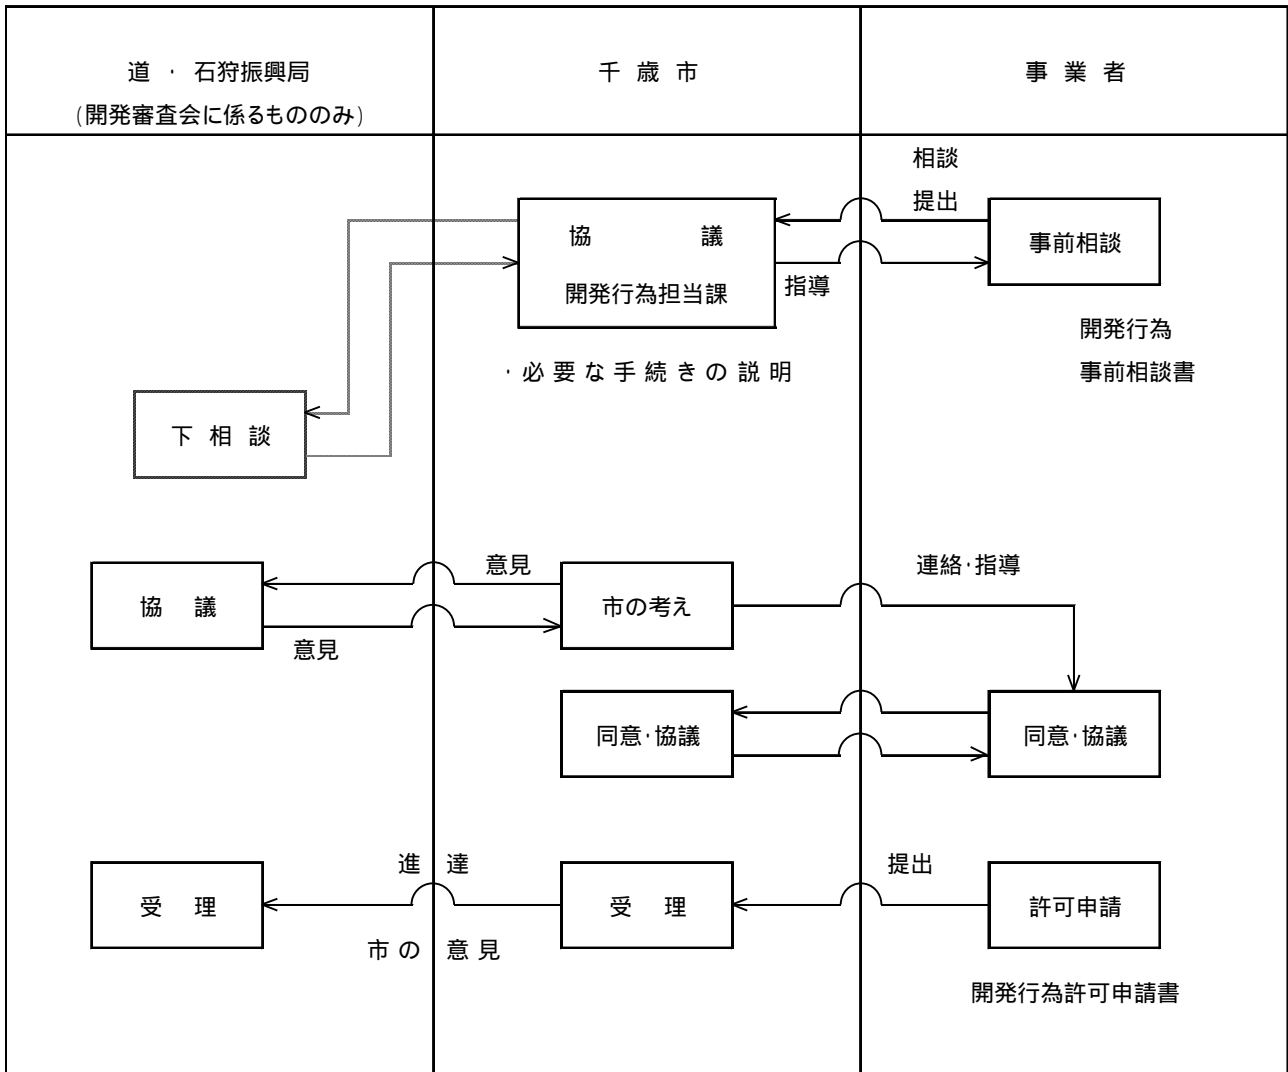 道 ・ 石狩振興局
(開発審査会に係るもののみ)
千 歳 市
事 業 者
相談
提出
協 議
開発行為担当課
事前相談
指導
開発行為
事前相談書
・必 要 な 手 続 き の 説 明
下 相 談
意見
連絡・指導
協 議
市の考え
意見
同意・協議
同意・協議
進 達
提出
受 理
受 理
許可申請
市 の 意 見
開発行為許可申請書